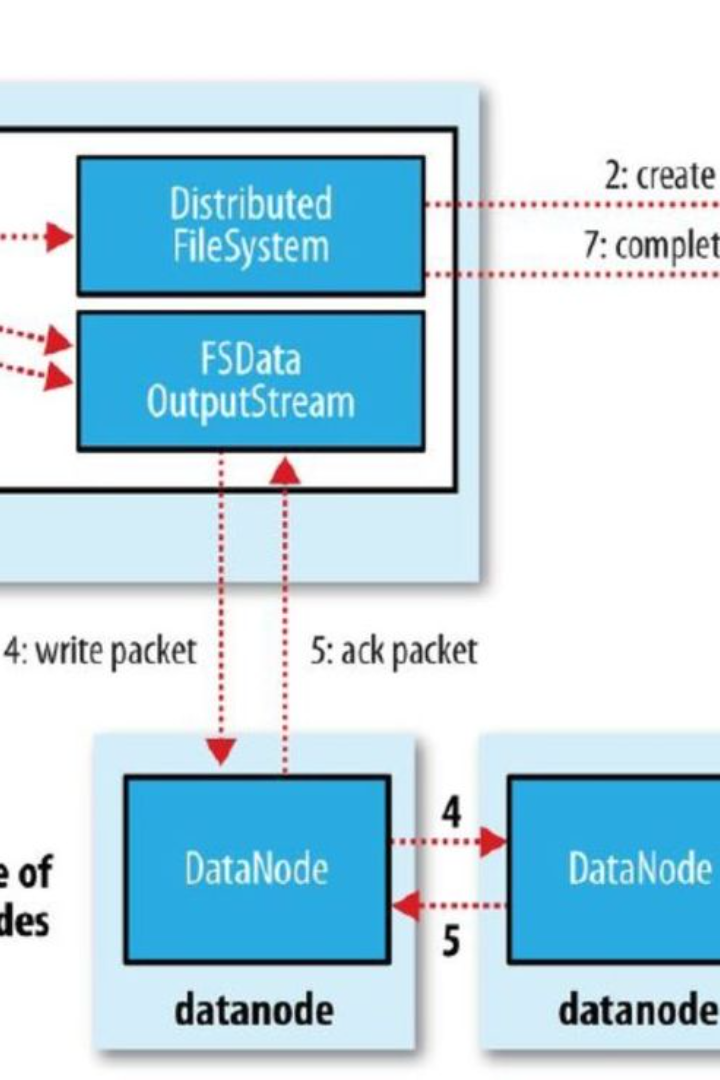 Distributed
FileSystem
2: create
7: complet
FSData
OutputStream
4: write packet
5: ack packet
4
DataNode
DataNode
e of
des
5
datanode
datanode